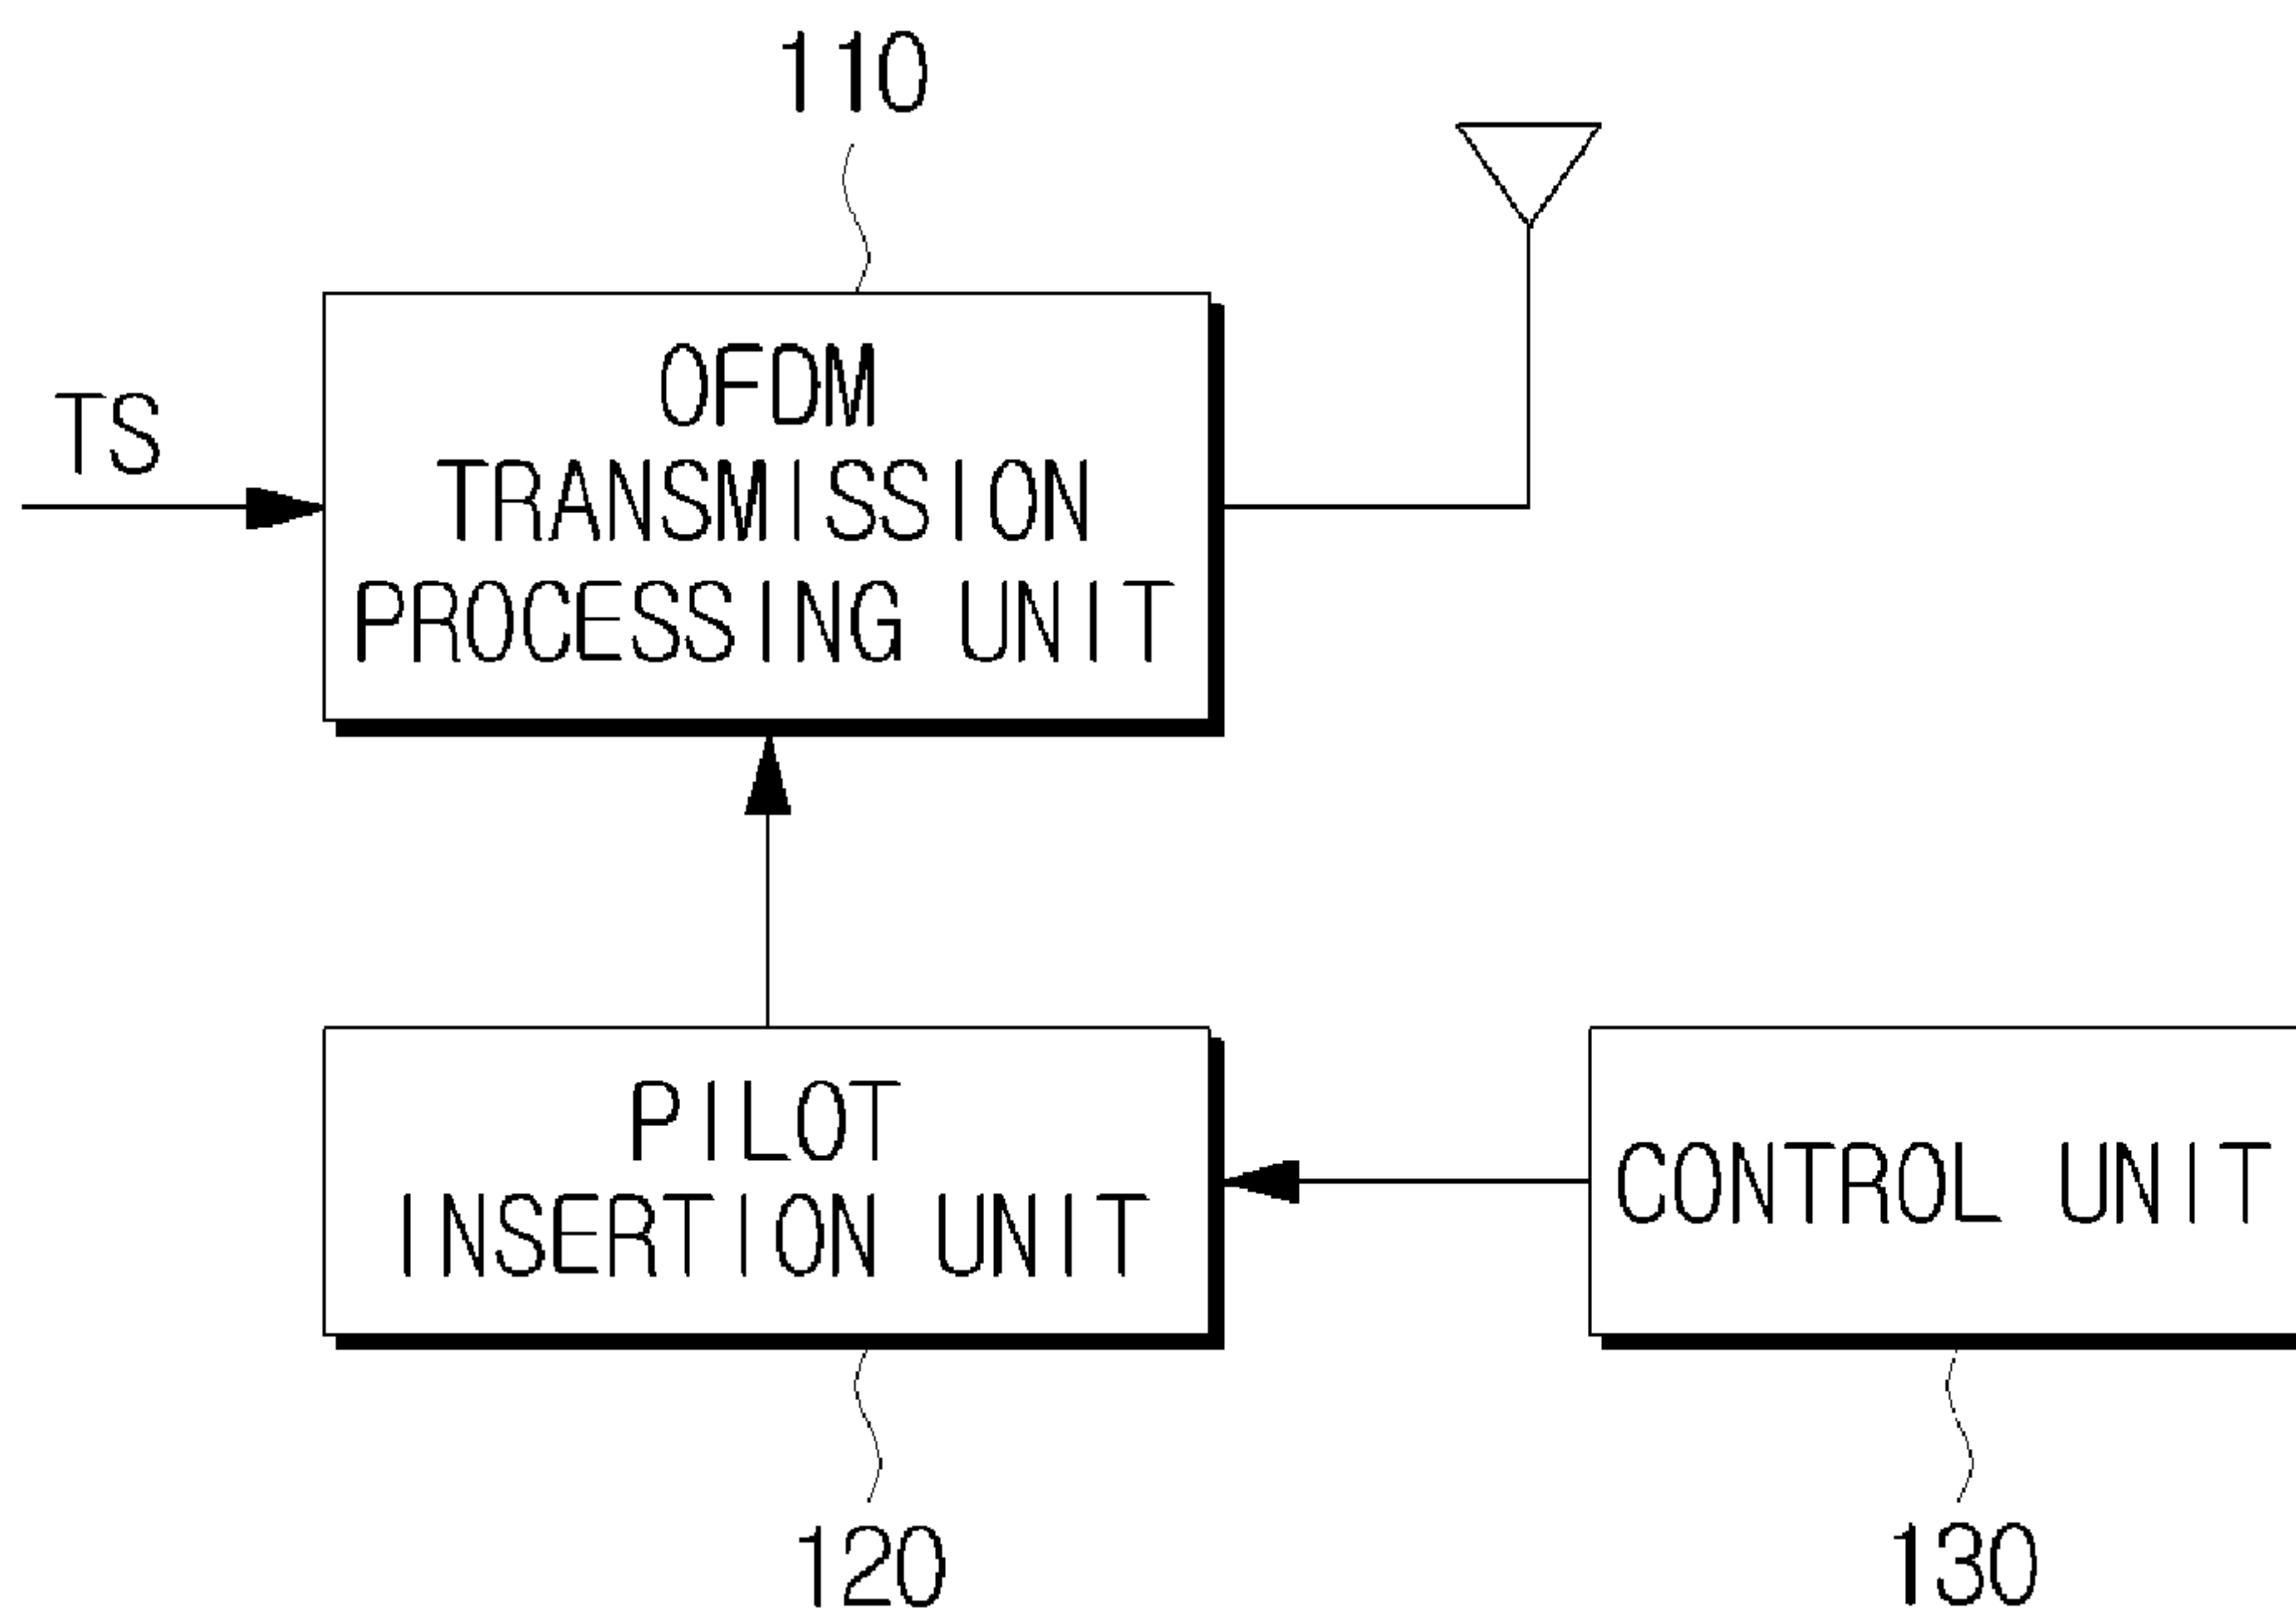 110
TS
OFDM
TRANSMISSION
PROCESSING UNIT
PILOT
INSERTION UNIT
CONTROL UNIT
120
130